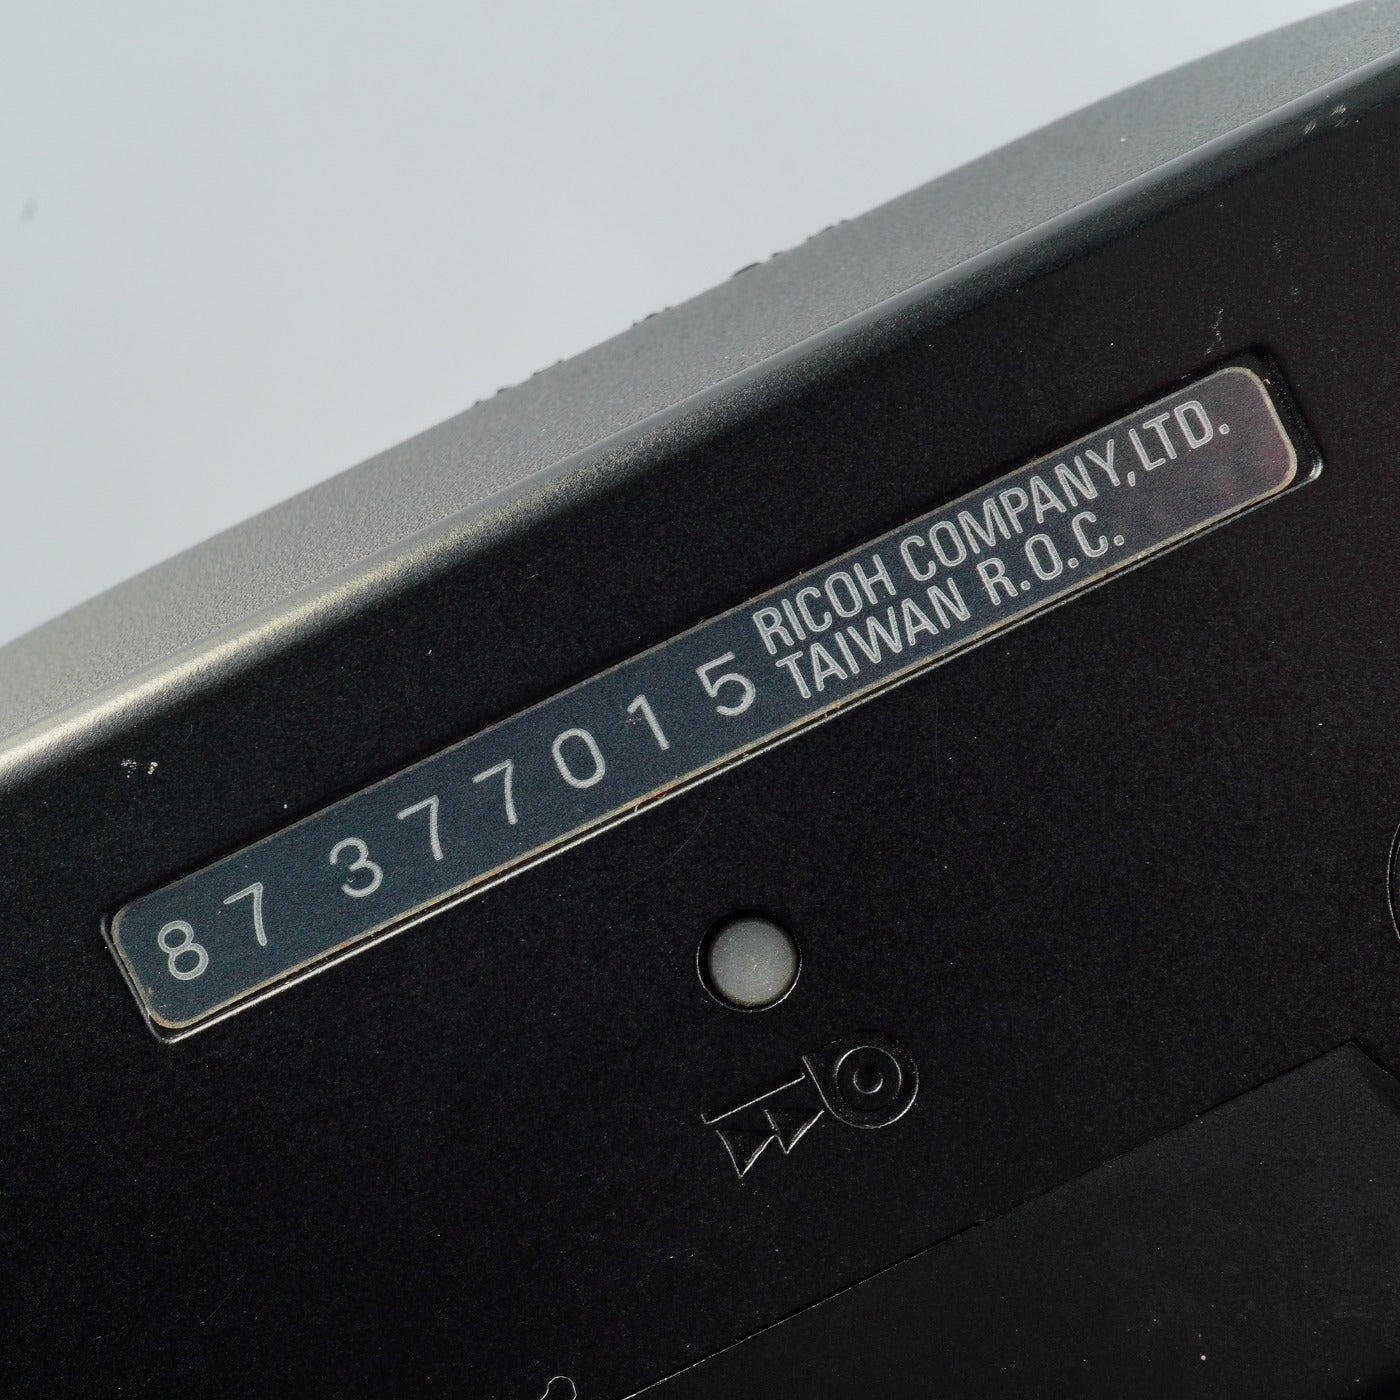 87 377015
RICOH COMPANY, LTD.
TAIWAN R.O.C.